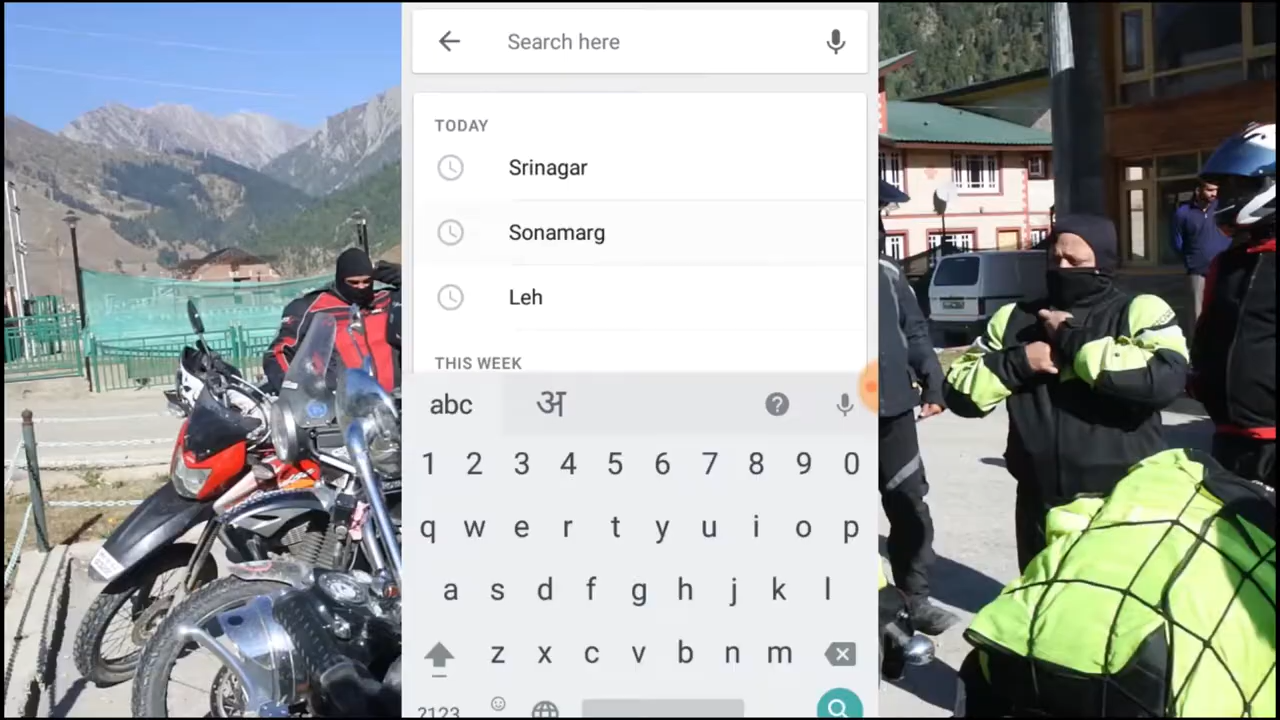 Search here
TODAY
Srinagar
Sonamarg
Leh
THIS WEEK
abc अ
1 2 3 4 5 6 7 8 9 0
q w e r t y u i o p
a s d f g h j k l
z x c v b n m
2123